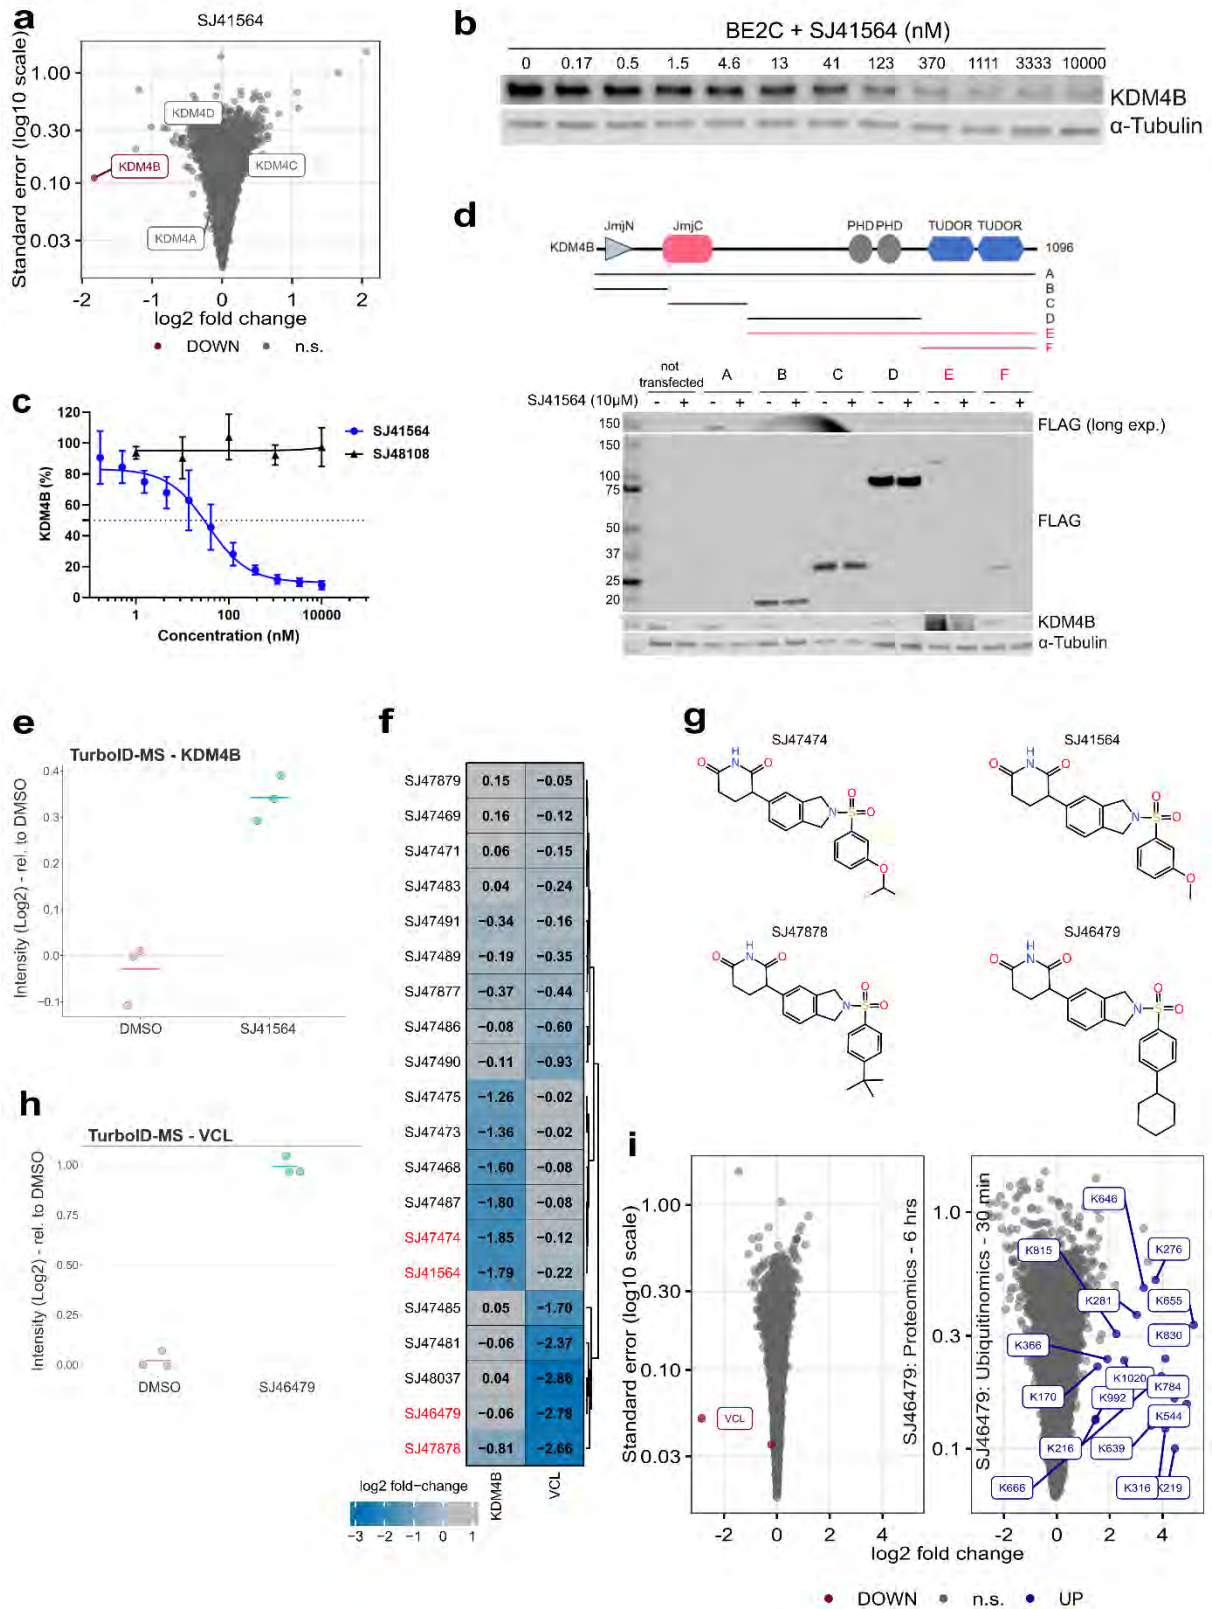 a
SJ41564
Standard error (log10 scale)
1.00
0.30
0.10
0.03
KDM4D
KDM4B
KDM4C
KDM4A
-2 -1 0 1 2
log2 fold change
DOWN n.s.
b
BE2C + SJ41564 (nM)
0 0.17 0.5 1.5 4.6 13 41 123 370 1111 3333 10000
KDM4B
α-Tubulin
c
120
100
80
60
40
20
0
KDM4B (%)
SJ41564
SJ48108
1 100 10000
Concentration (nM)
d
JmjN JmjC PHD PHD TUDOR TUDOR
KDM4B 1096
A
B
C
D
E
F
not transfected A B C D E F
SJ41564 (10μM) - + - + - + - + - + - + - +
150 FLAG (long exp.)
150
100
75
50
37
25
20
FLAG
KDM4B
α-Tubulin
e
TurboID-MS - KDM4B
Intensity (Log2) - rel. to DMSO
0.4
0.3
0.2
0.1
0.0
-0.1
DMSO SJ41564
f
SJ47879 0.15 -0.05
SJ47469 0.16 -0.12
SJ47471 0.06 -0.15
SJ47483 0.04 -0.24
SJ47491 -0.34 -0.16
SJ47489 -0.19 -0.35
SJ47877 -0.37 -0.44
SJ47486 -0.08 -0.60
SJ47490 -0.11 -0.93
SJ47475 -1.26 -0.02
SJ47473 -1.36 -0.02
SJ47468 -1.60 -0.08
SJ47487 -1.80 -0.08
SJ47474 -1.85 -0.12
SJ41564 -1.79 -0.22
SJ47485 0.05 -1.70
SJ47481 -0.06 -2.37
SJ48037 0.04 -2.86
SJ46479 -0.06 -2.78
SJ47878 -0.81 -2.66
KDM4B VCL
log2 fold-change
-3 -2 -1 0 1
g
SJ47474
SJ41564
SJ47878
SJ46479
h
TurboID-MS - VCL
Intensity (Log2) - rel. to DMSO
1.00
0.75
0.50
0.25
0.00
DMSO SJ46479
i
Standard error (log10 scale)
1.00
0.30
0.10
0.03
VCL
SJ46479: Proteomics - 6 hrs
-2 0 2 4
SJ46479: Ubiquitinomics - 30 min
1.0
0.3
0.1
K646
K815
K276
K281
K655
K366
K830
K1020
K784
K170
K992
K544
K216
K639
K666
K316
K219
-2 0 2 4
log2 fold change
DOWN n.s. UP